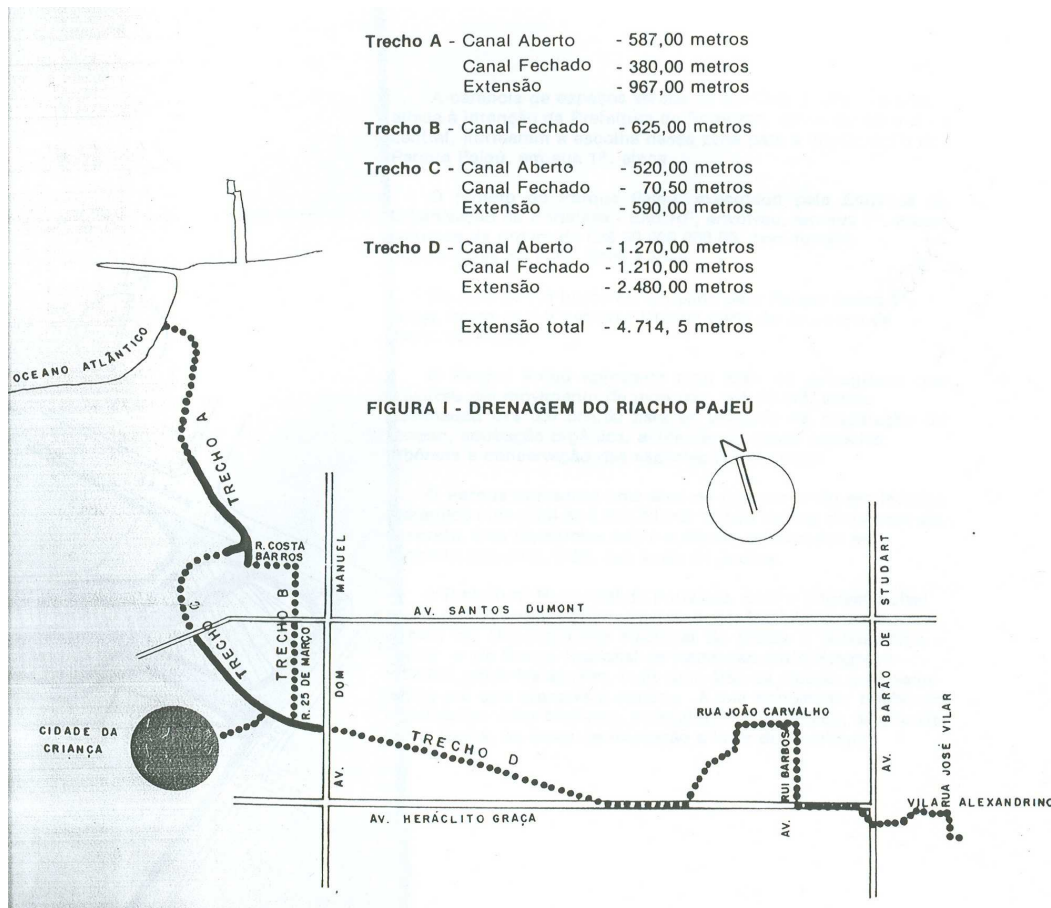 Trecho A - Canal Aberto - 587,00 metros
Canal Fechado - 380,00 metros
Extensão - 967,00 metros
Trecho B - Canal Fechado - 625,00 metros
Trecho C - Canal Aberto - 520,00 metros
Canal Fechado - 70,50 metros
Extensão - 590,00 metros
Trecho D - Canal Aberto - 1.270,00 metros
Canal Fechado - 1.210,00 metros
Extensão - 2.480,00 metros
Extensão total - 4.714, 5 metros
FIGURA I - DRENAGEM DO RIACHO PAJEÚ
N
OCEANO ATLÂNTICO
TRECHO A
R. COSTA
BARROS
AV. DOM MANUEL
AV. SANTOS DUMONT
AV. BARÃO DE STUDART
TRECHO C
TRECHO B
R. 25 DE MARÇO
CIDADE DA
CRIANÇA
TRECHO D
RUA JOÃO CARVALHO
AV. RUI BARBOSA
RUA JOSÉ VILAR
VILA ALEXANDRINO
AV. HERÁCLITO GRAÇA